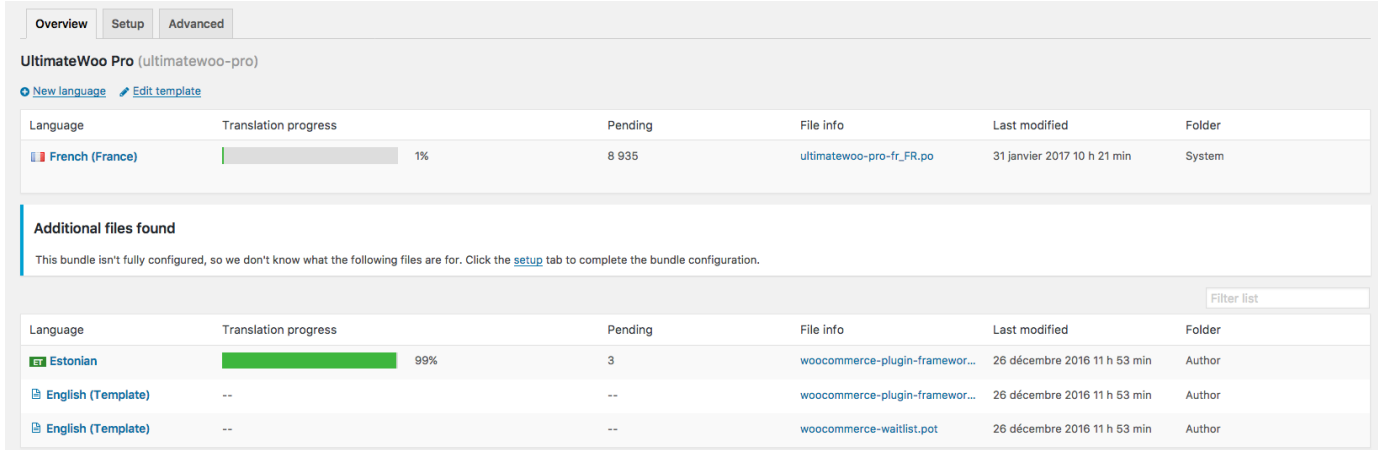 Overview Setup Advanced
UltimateWoo Pro (ultimatewoo-pro)
New language Edit template
Language Translation progress Pending File info Last modified Folder
French (France) 1% 8 935 ultimatewoo-pro-fr_FR.po 31 janvier 2017 10 h 21 min System
Additional files found
This bundle isn't fully configured, so we don't know what the following files are for. Click the setup tab to complete the bundle configuration.
Filter list
Language Translation progress Pending File info Last modified Folder
ET Estonian 99% 3 woocommerce-plugin-framewor... 26 décembre 2016 11 h 53 min Author
English (Template) -- -- woocommerce-plugin-framewor... 26 décembre 2016 11 h 53 min Author
English (Template) -- -- woocommerce-waitlist.pot 26 décembre 2016 11 h 53 min Author